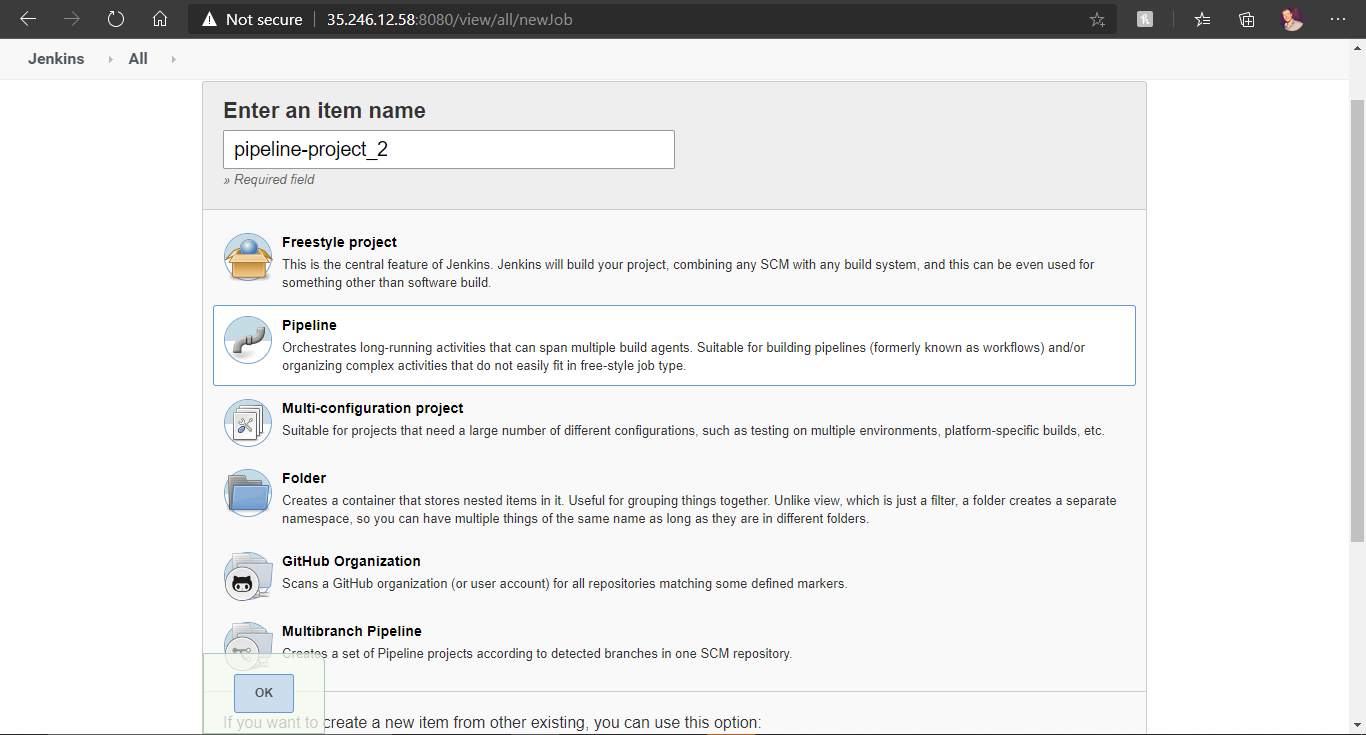 Not secure 35.246.12.58:8080/view/all/newJob
Jenkins All
Enter an item name
pipeline-project_2
» Required field
Freestyle project
This is the central feature of Jenkins. Jenkins will build your project, combining any SCM with any build system, and this can be even used for
something other than software build.
Pipeline
Orchestrates long-running activities that can span multiple build agents. Suitable for building pipelines (formerly known as workflows) and/or
organizing complex activities that do not easily fit in free-style job type.
Multi-configuration project
Suitable for projects that need a large number of different configurations, such as testing on multiple environments, platform-specific builds, etc.
Folder
Creates a container that stores nested items in it. Useful for grouping things together. Unlike view, which is just a filter, a folder creates a separate
namespace, so you can have multiple things of the same name as long as they are in different folders.
GitHub Organization
Scans a GitHub organization (or user account) for all repositories matching some defined markers.
Multibranch Pipeline
Creates a set of Pipeline projects according to detected branches in one SCM repository.
OK
If you want to create a new item from other existing, you can use this option: